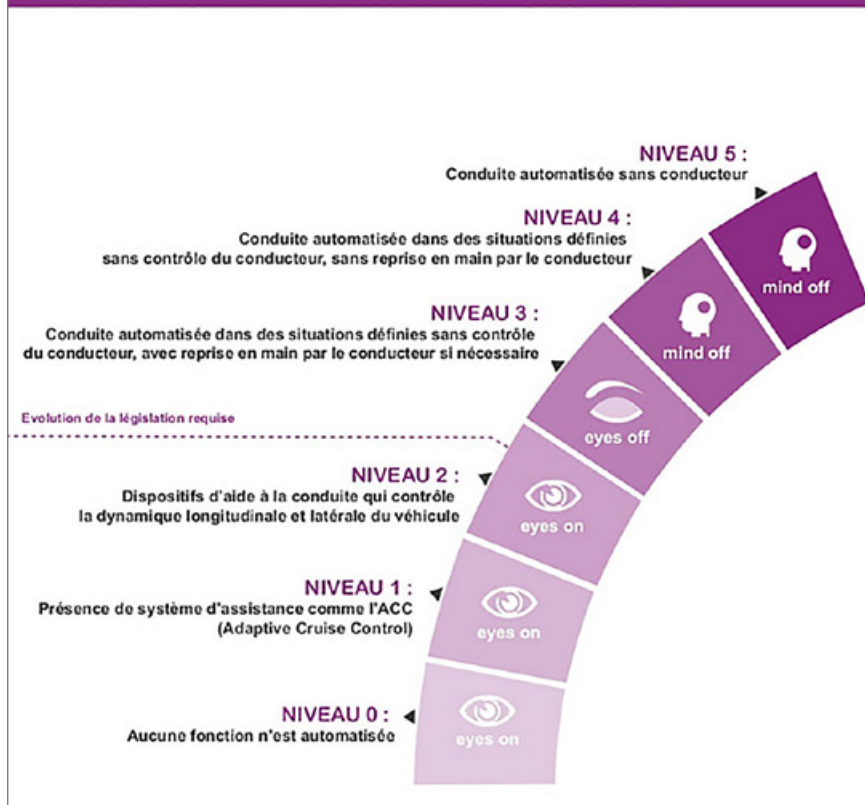 NIVEAU 5 :
Conduite automatisée sans conducteur
mind off
NIVEAU 4 :
Conduite automatisée dans des situations définies
sans contrôle du conducteur, sans reprise en main par le conducteur
mind off
NIVEAU 3 :
Conduite automatisée dans des situations définies sans contrôle
du conducteur, avec reprise en main par le conducteur si nécessaire
eyes off
Evolution de la législation requise
NIVEAU 2 :
Dispositifs d'aide à la conduite qui contrôle
la dynamique longitudinale et latérale du véhicule
eyes on
NIVEAU 1 :
Présence de système d'assistance comme l'ACC
(Adaptive Cruise Control)
eyes on
NIVEAU 0 :
Aucune fonction n'est automatisée
eyes on